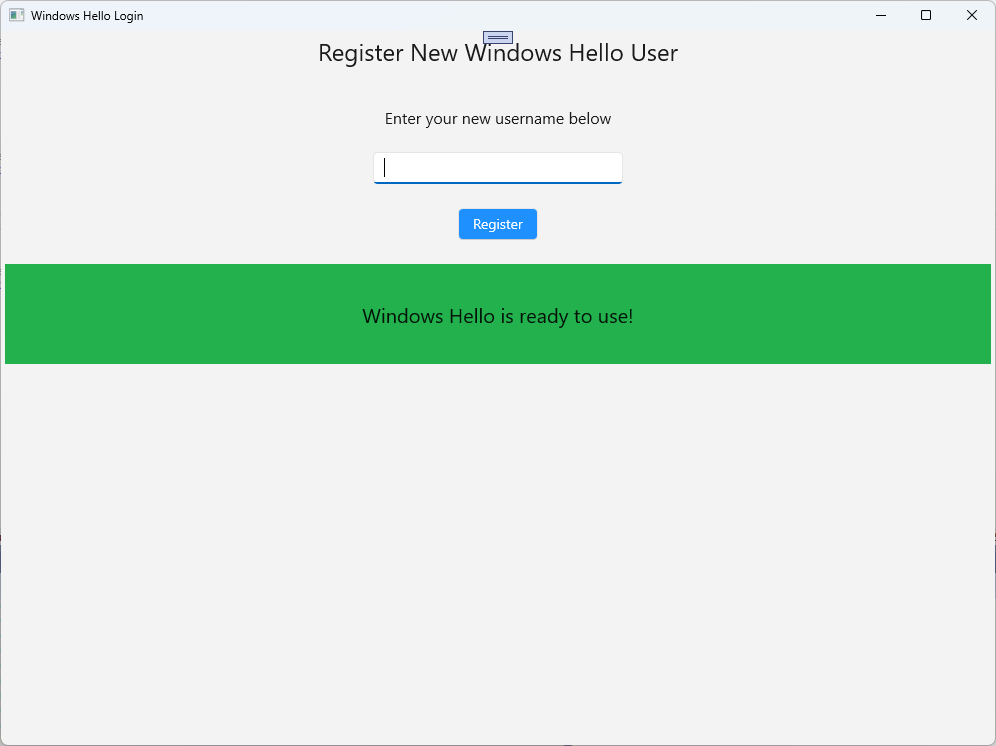 Windows Hello Login
Register New Windows Hello User
Enter your new username below
Register
Windows Hello is ready to use!